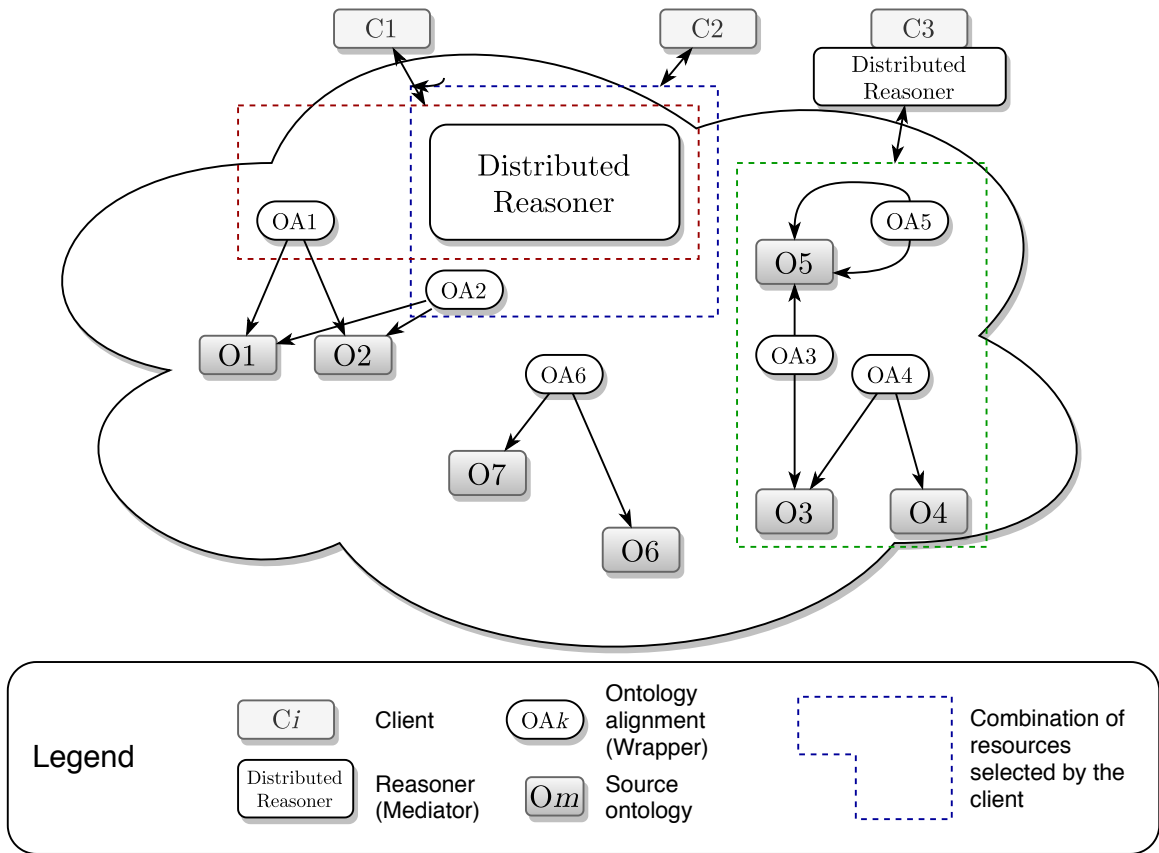 C1
C2
C3
Distributed
Reasoner
Distributed
Reasoner
OA1
OA5
O5
OA2
O1
O2
OA3
OA6
OA4
O7
O3
O4
O6
Legend
Ci
Client
OAk
Ontology
alignment
(Wrapper)
Combination of
resources
selected by the
client
Distributed
Reasoner
Reasoner
(Mediator)
Om
Source
ontology